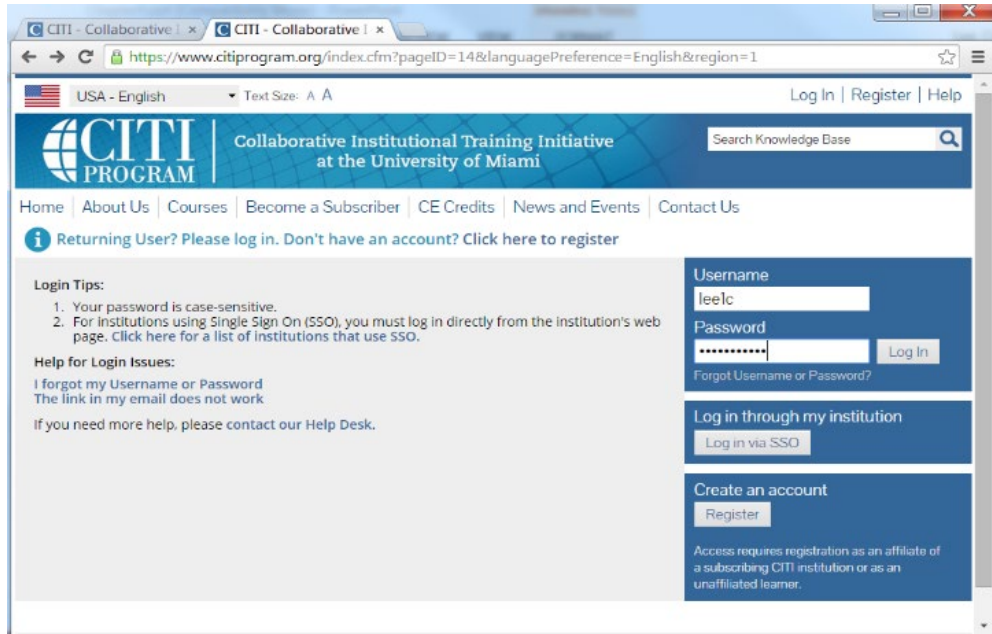 CITI - Collaborative I
CITI - Collaborative I
https://www.citiprogram.org/index.cfm?pageID=14&languagePreference=English&region=1
USA - English
Text Size: A A
Log In | Register | Help
CITI
PROGRAM
Collaborative Institutional Training Initiative
at the University of Miami
Search Knowledge Base
Home | About Us | Courses | Become a Subscriber | CE Credits | News and Events | Contact Us
Returning User? Please log in. Don't have an account? Click here to register
Login Tips:
1. Your password is case-sensitive.
2. For institutions using Single Sign On (SSO), you must log in directly from the institution's web
page. Click here for a list of institutions that use SSO.
Help for Login Issues:
I forgot my Username or Password
The link in my email does not work
If you need more help, please contact our Help Desk.
Username
lee1c
Password
•••••••••••
Log In
Forgot Username or Password?
Log in through my institution
Log in via SSO
Create an account
Register
Access requires registration as an affiliate of
a subscribing CITI institution or as an
unaffiliated learner.